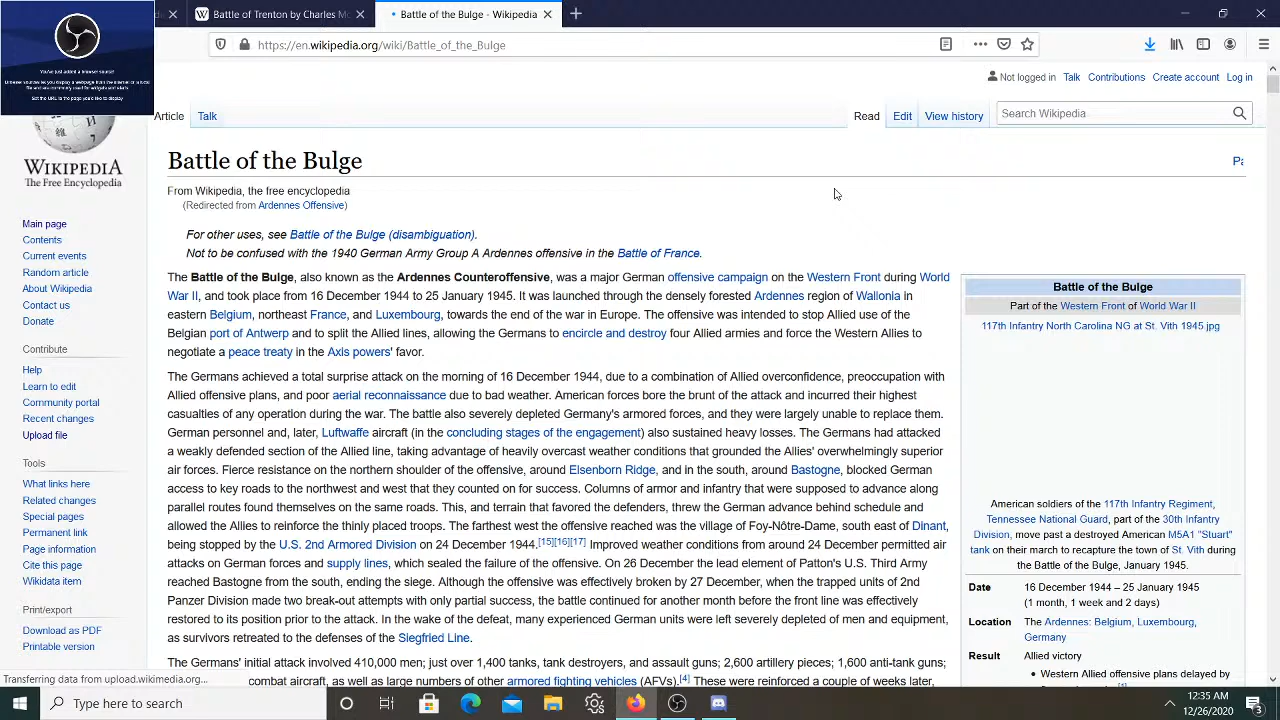 Battle of Trenton by Charles Mc
Battle of the Bulge - Wikipedia
https://en.wikipedia.org/wiki/Battle_of_the_Bulge
You've just added a browser source!
Not logged in Talk Contributions Create account Log in
Article Talk Read Edit View history Search Wikipedia
WIKIPEDIA
The Free Encyclopedia
Main page
Contents
Current events
Random article
About Wikipedia
Contact us
Donate
Contribute
Help
Learn to edit
Community portal
Recent changes
Upload file
Tools
What links here
Related changes
Special pages
Permanent link
Page information
Cite this page
Wikidata item
Print/export
Download as PDF
Printable version
Battle of the Bulge
From Wikipedia, the free encyclopedia
(Redirected from Ardennes Offensive)
For other uses, see Battle of the Bulge (disambiguation).
Not to be confused with the 1940 German Army Group A Ardennes offensive in the Battle of France.
The Battle of the Bulge, also known as the Ardennes Counteroffensive, was a major German offensive campaign on the Western Front during World
War II, and took place from 16 December 1944 to 25 January 1945. It was launched through the densely forested Ardennes region of Wallonia in
eastern Belgium, northeast France, and Luxembourg, towards the end of the war in Europe. The offensive was intended to stop Allied use of the
Belgian port of Antwerp and to split the Allied lines, allowing the Germans to encircle and destroy four Allied armies and force the Western Allies to
negotiate a peace treaty in the Axis powers' favor.
The Germans achieved a total surprise attack on the morning of 16 December 1944, due to a combination of Allied overconfidence, preoccupation with
Allied offensive plans, and poor aerial reconnaissance due to bad weather. American forces bore the brunt of the attack and incurred their highest
casualties of any operation during the war. The battle also severely depleted Germany's armored forces, and they were largely unable to replace them.
German personnel and, later, Luftwaffe aircraft (in the concluding stages of the engagement) also sustained heavy losses. The Germans had attacked
a weakly defended section of the Allied line, taking advantage of heavily overcast weather conditions that grounded the Allies' overwhelmingly superior
air forces. Fierce resistance on the northern shoulder of the offensive, around Elsenborn Ridge, and in the south, around Bastogne, blocked German
access to key roads to the northwest and west that they counted on for success. Columns of armor and infantry that were supposed to advance along
parallel routes found themselves on the same roads. This, and terrain that favored the defenders, threw the German advance behind schedule and
allowed the Allies to reinforce the thinly placed troops. The farthest west the offensive reached was the village of Foy-Nôtre-Dame, south east of Dinant,
being stopped by the U.S. 2nd Armored Division on 24 December 1944.[15][16][17] Improved weather conditions from around 24 December permitted air
attacks on German forces and supply lines, which sealed the failure of the offensive. On 26 December the lead element of Patton's U.S. Third Army
reached Bastogne from the south, ending the siege. Although the offensive was effectively broken by 27 December, when the trapped units of 2nd
Panzer Division made two break-out attempts with only partial success, the battle continued for another month before the front line was effectively
restored to its position prior to the attack. In the wake of the defeat, many experienced German units were left severely depleted of men and equipment,
as survivors retreated to the defenses of the Siegfried Line.
The Germans' initial attack involved 410,000 men; just over 1,400 tanks, tank destroyers, and assault guns; 2,600 artillery pieces; 1,600 anti-tank guns;
combat aircraft, as well as large numbers of other armored fighting vehicles (AFVs).[4] These were reinforced a couple of weeks later,
Battle of the Bulge
Part of the Western Front of World War II
117th Infantry North Carolina NG at St. Vith 1945.jpg
American soldiers of the 117th Infantry Regiment,
Tennessee National Guard, part of the 30th Infantry
Division, move past a destroyed American M5A1 "Stuart"
tank on their march to recapture the town of St. Vith during
the Battle of the Bulge, January 1945.
Date 16 December 1944 – 25 January 1945
(1 month, 1 week and 2 days)
Location The Ardennes: Belgium, Luxembourg,
Germany
Result Allied victory
• Western Allied offensive plans delayed by
Transferring data from upload.wikimedia.org...
Type here to search
12:35 AM
12/26/2020
3